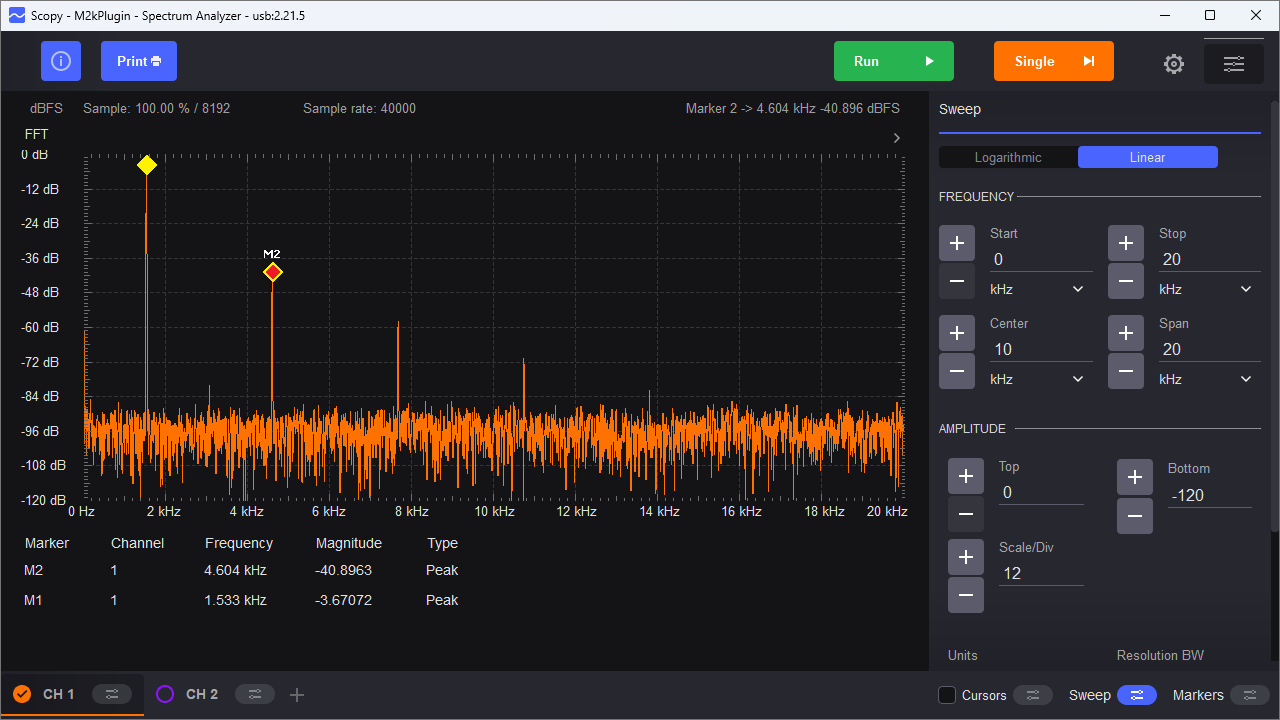 Scopy - M2kPlugin - Spectrum Analyzer - usb:2.21.5
Print
Run
Single
dBFS Sample: 100.00 % / 8192 Sample rate: 40000 Marker 2 -> 4.604 kHz -40.896 dBFS
FFT
0 dB
-12 dB
-24 dB
-36 dB
-48 dB
-60 dB
-72 dB
-84 dB
-96 dB
-108 dB
-120 dB
M2
0 Hz 2 kHz 4 kHz 6 kHz 8 kHz 10 kHz 12 kHz 14 kHz 16 kHz 18 kHz 20 kHz
Marker Channel Frequency Magnitude Type
M2 1 4.604 kHz -40.8963 Peak
M1 1 1.533 kHz -3.67072 Peak
Sweep
Logarithmic Linear
FREQUENCY
Start Stop
0 20
kHz kHz
Center Span
10 20
kHz kHz
AMPLITUDE
Top Bottom
0 -120
Scale/Div
12
Units Resolution BW
CH 1 CH 2 Cursors Sweep Markers